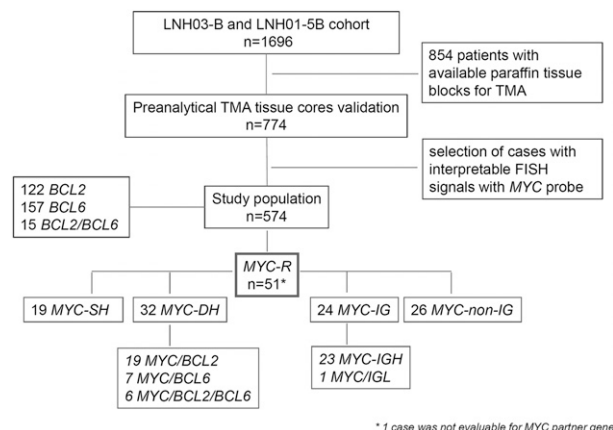 LNH03-B and LNH01-5B cohort
n=1696
854 patients with
available paraffin tissue
blocks for TMA
Preanalytical TMA tissue cores validation
n=774
selection of cases with
interpretable FISH
signals with MYC probe
122 BCL2
157 BCL6
15 BCL2/BCL6
Study population
n=574
MYC-R
n=51*
19 MYC-SH
32 MYC-DH
24 MYC-IG
26 MYC-non-IG
19 MYC/BCL2
7 MYC/BCL6
6 MYC/BCL2/BCL6
23 MYC-IGH
1 MYC/IGL
* 1 case was not evaluable for MYC partner gene